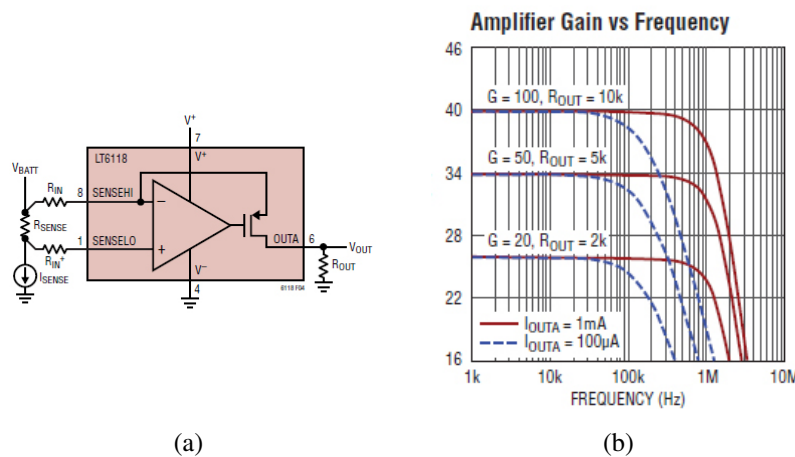 V+
7
LT6118
V+
VBATT
RIN
8
SENSEHI
−
RSENSE
1
SENSELO
+
OUTA
6
VOUT
RIN+
ROUT
V−
ISENSE
4
6118 F04
(a)
Amplifier Gain vs Frequency
46
G = 100, ROUT = 10k
40
G = 50, ROUT = 5k
34
28
G = 20, ROUT = 2k
22
IOUTA = 1mA
IOUTA = 100µA
16
1k
10k
100k
1M
10M
FREQUENCY (Hz)
(b)